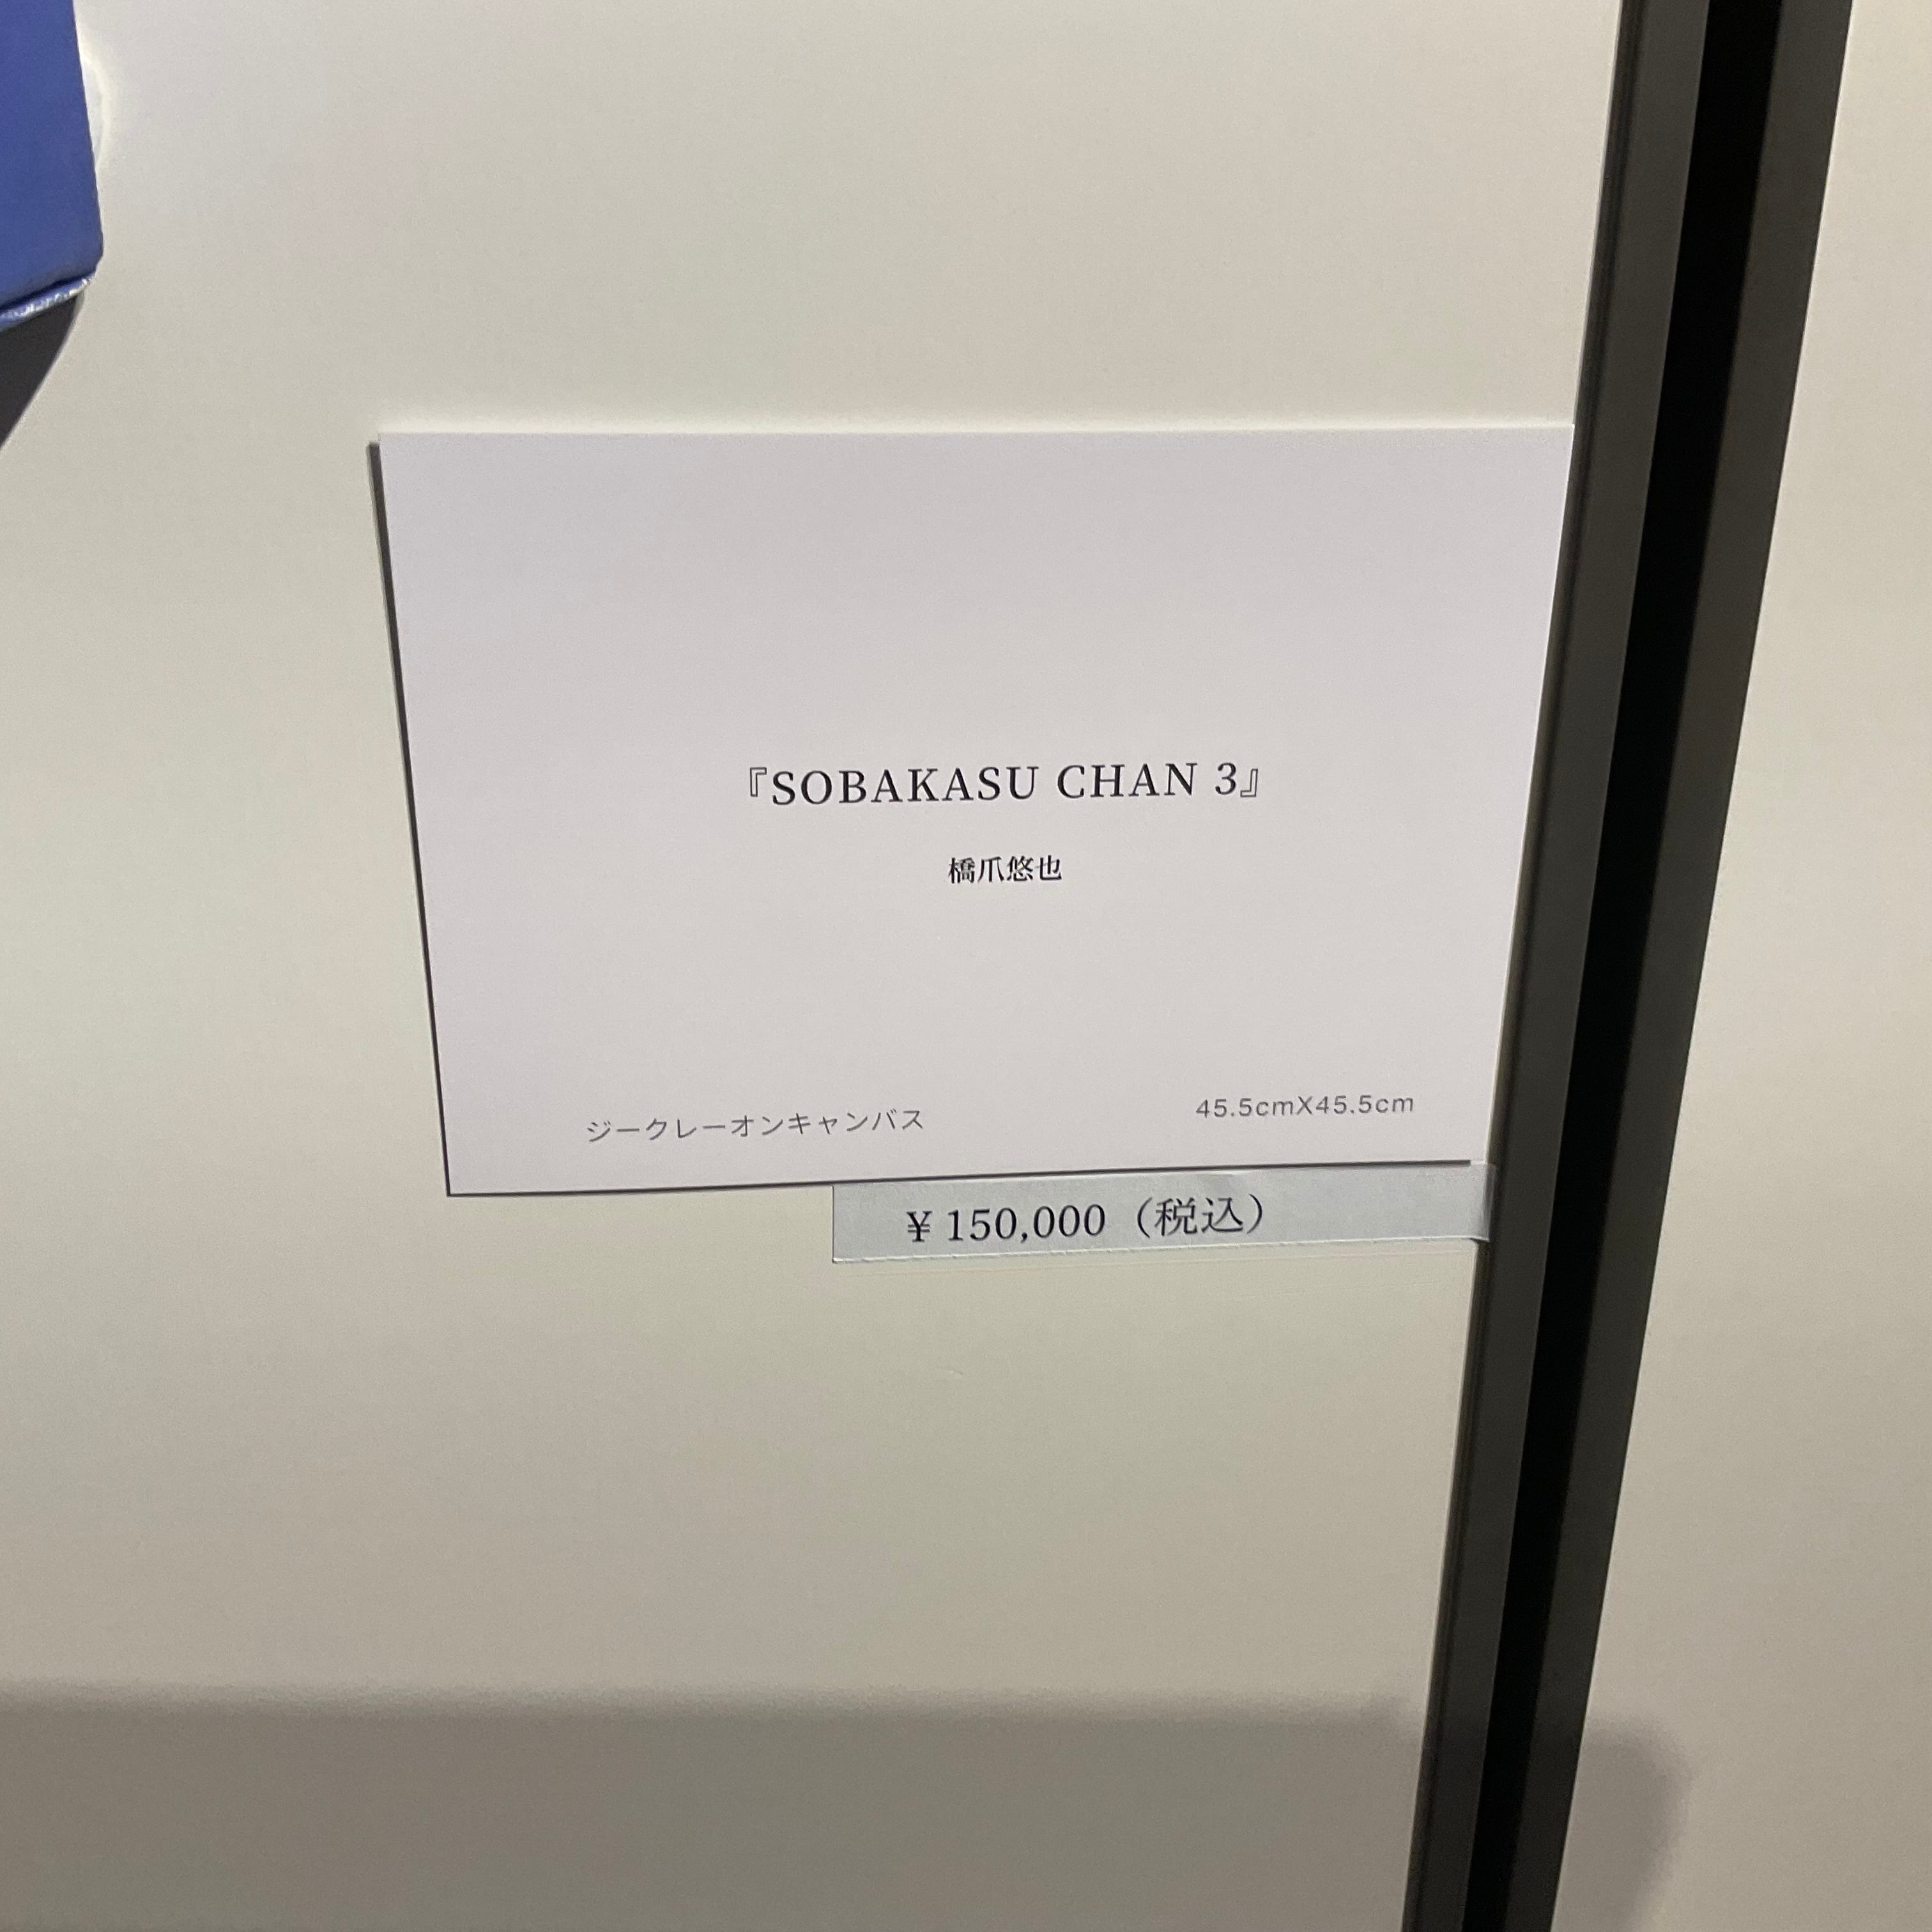 『SOBAKASU CHAN 3』
橋爪悠也
ジークレーオンキャンバス
45.5cmX45.5cm
¥ 150,000（税込）